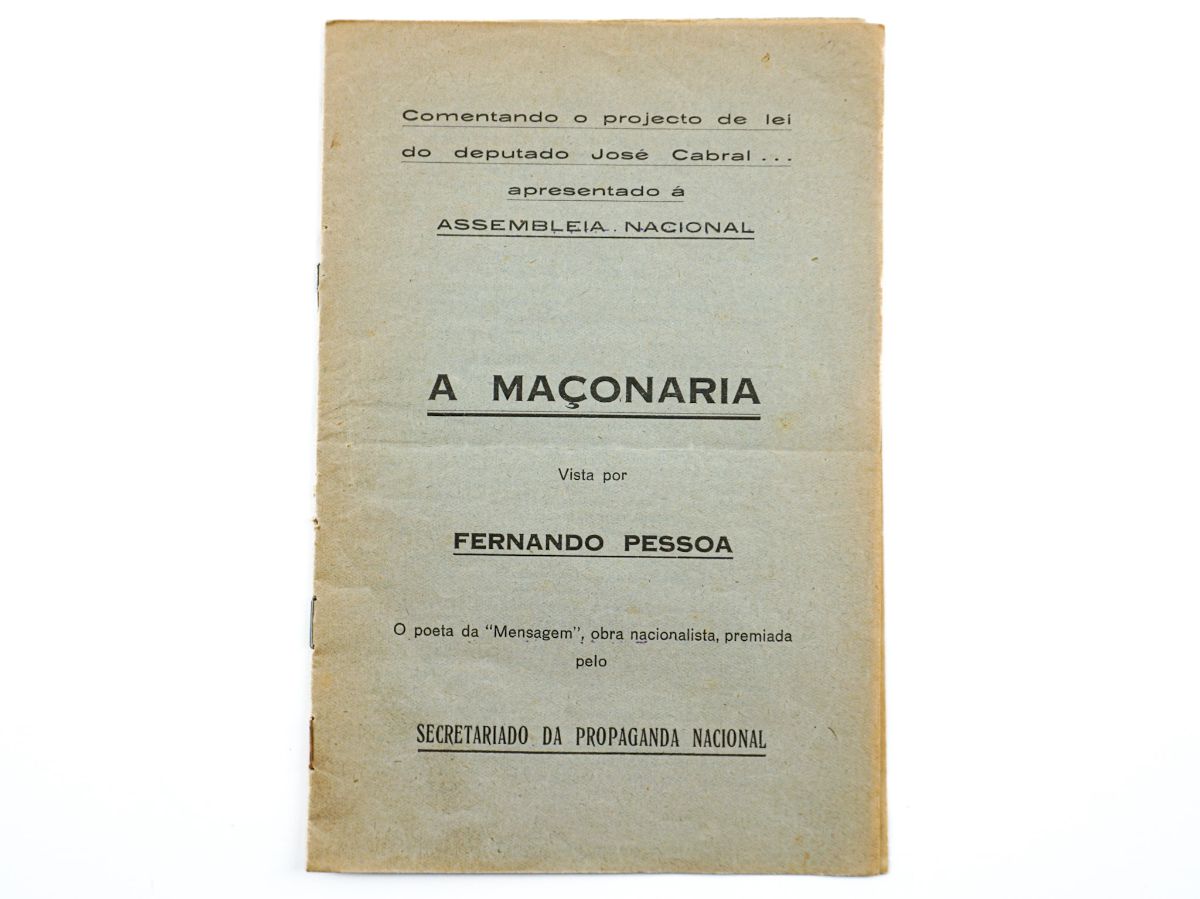 Comentando o projecto de lei
do deputado José Cabral...
apresentado á
ASSEMBLEIA NACIONAL
A MAÇONARIA
Vista por
FERNANDO PESSOA
O poeta da "Mensagem", obra nacionalista, premiada
pelo
SECRETARIADO DA PROPAGANDA NACIONAL